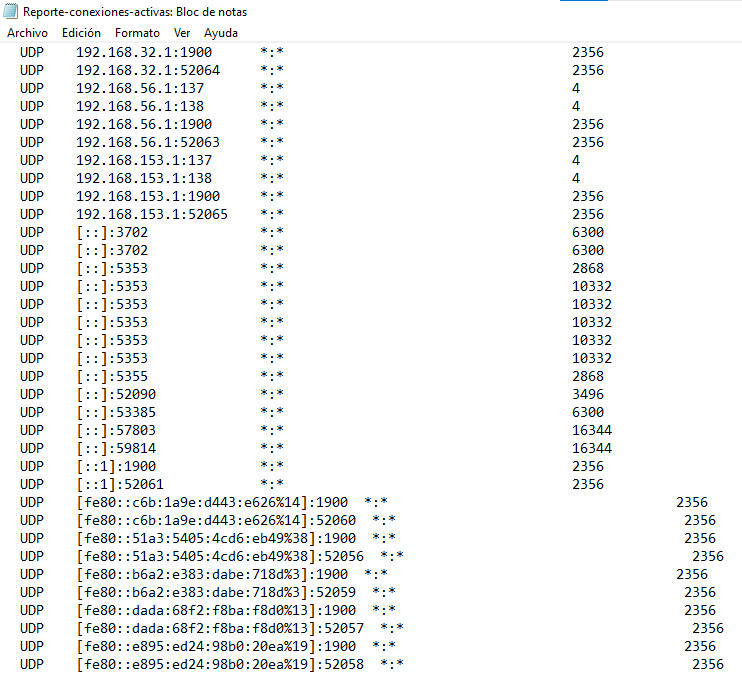 Reporte-conexiones-activas: Bloc de notas
Archivo Edición Formato Ver Ayuda
UDP 192.168.32.1:1900 *:* 2356
UDP 192.168.32.1:52064 *:* 2356
UDP 192.168.56.1:137 *:* 4
UDP 192.168.56.1:138 *:* 4
UDP 192.168.56.1:1900 *:* 2356
UDP 192.168.56.1:52063 *:* 2356
UDP 192.168.153.1:137 *:* 4
UDP 192.168.153.1:138 *:* 4
UDP 192.168.153.1:1900 *:* 2356
UDP 192.168.153.1:52065 *:* 2356
UDP [::]:3702 *:* 6300
UDP [::]:3702 *:* 6300
UDP [::]:5353 *:* 2868
UDP [::]:5353 *:* 10332
UDP [::]:5353 *:* 10332
UDP [::]:5353 *:* 10332
UDP [::]:5353 *:* 10332
UDP [::]:5353 *:* 10332
UDP [::]:5355 *:* 2868
UDP [::]:52090 *:* 3496
UDP [::]:53385 *:* 6300
UDP [::]:57803 *:* 16344
UDP [::]:59814 *:* 16344
UDP [::1]:1900 *:* 2356
UDP [::1]:52061 *:* 2356
UDP [fe80::c6b:1a9e:d443:e626%14]:1900 *:* 2356
UDP [fe80::c6b:1a9e:d443:e626%14]:52060 *:* 2356
UDP [fe80::51a3:5405:4cd6:eb49%38]:1900 *:* 2356
UDP [fe80::51a3:5405:4cd6:eb49%38]:52056 *:* 2356
UDP [fe80::b6a2:e383:dabe:718d%3]:1900 *:* 2356
UDP [fe80::b6a2:e383:dabe:718d%3]:52059 *:* 2356
UDP [fe80::dada:68f2:f8ba:f8d0%13]:1900 *:* 2356
UDP [fe80::dada:68f2:f8ba:f8d0%13]:52057 *:* 2356
UDP [fe80::e895:ed24:98b0:20ea%19]:1900 *:* 2356
UDP [fe80::e895:ed24:98b0:20ea%19]:52058 *:* 2356